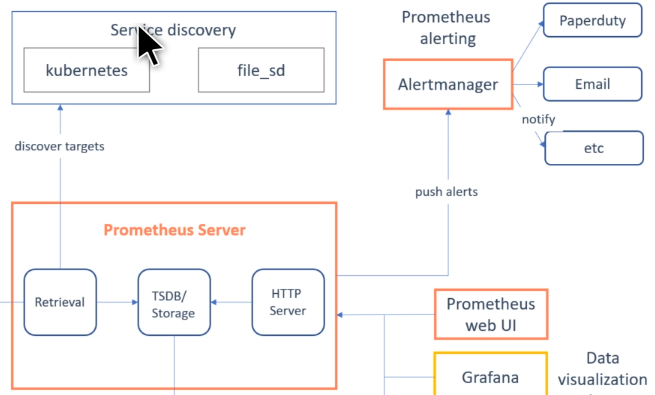 Service discovery
kubernetes
file_sd
discover targets
Prometheus
alerting
Alertmanager
Paperduty
Email
notify
etc
push alerts
Prometheus Server
Retrieval
TSDB/
Storage
HTTP
Server
Prometheus
web UI
Grafana
Data
visualization